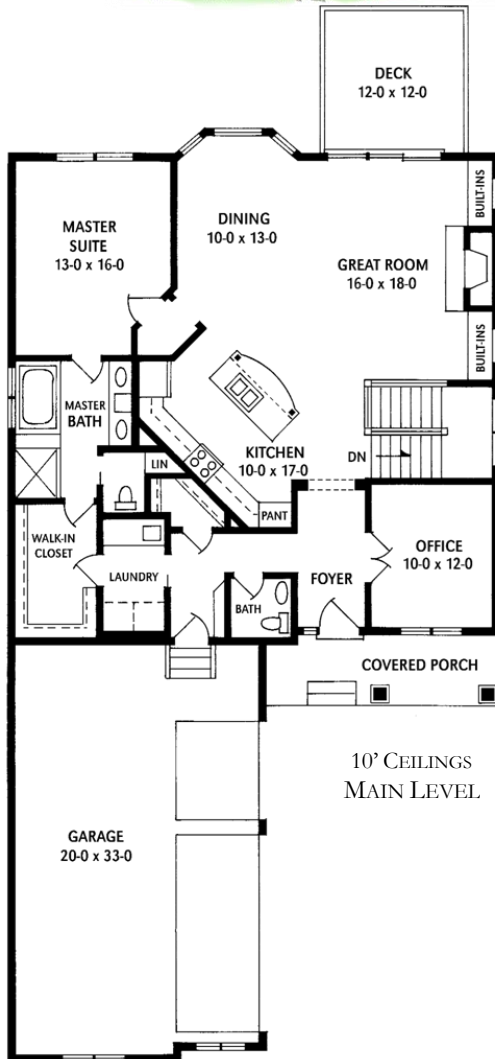 DECK
12-0 x 12-0
BUILT-INS
DINING
10-0 x 13-0
MASTER
SUITE
13-0 x 16-0
GREAT ROOM
16-0 x 18-0
BUILT-INS
MASTER
BATH
KITCHEN
10-0 x 17-0
DN
LIN
PANT
WALK-IN
CLOSET
LAUNDRY
BATH
FOYER
OFFICE
10-0 x 12-0
COVERED PORCH
10' CEILINGS
MAIN LEVEL
GARAGE
20-0 x 33-0